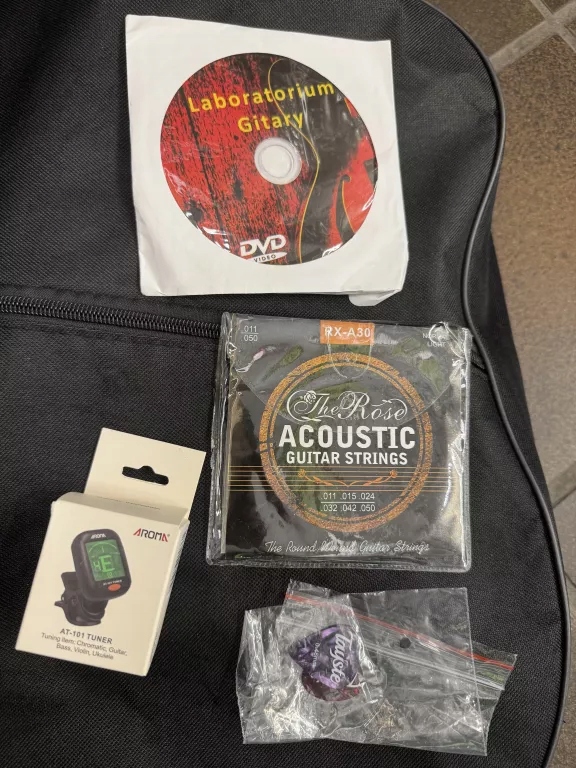 Laboratorium
Gitary
DVD
VIDEO
.011
.050
RX-A30
LIGHT
The Rose
ACOUSTIC
GUITAR STRINGS
.011 .015 .024
.032 .042 .050
The Round Wound Guitar Strings
AROMA
E
AT-101 TUNER
Tuning Item: Chromatic, Guitar,
Bass, Violin, Ukulele